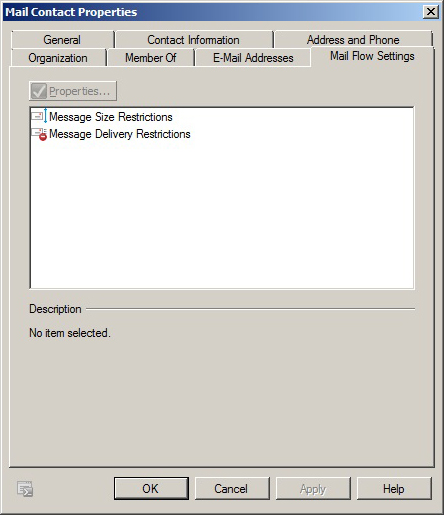 Mail Contact Properties
General Contact Information Address and Phone
Organization Member Of E-Mail Addresses Mail Flow Settings
Properties...
Message Size Restrictions
Message Delivery Restrictions
Description
No item selected.
OK Cancel Apply Help